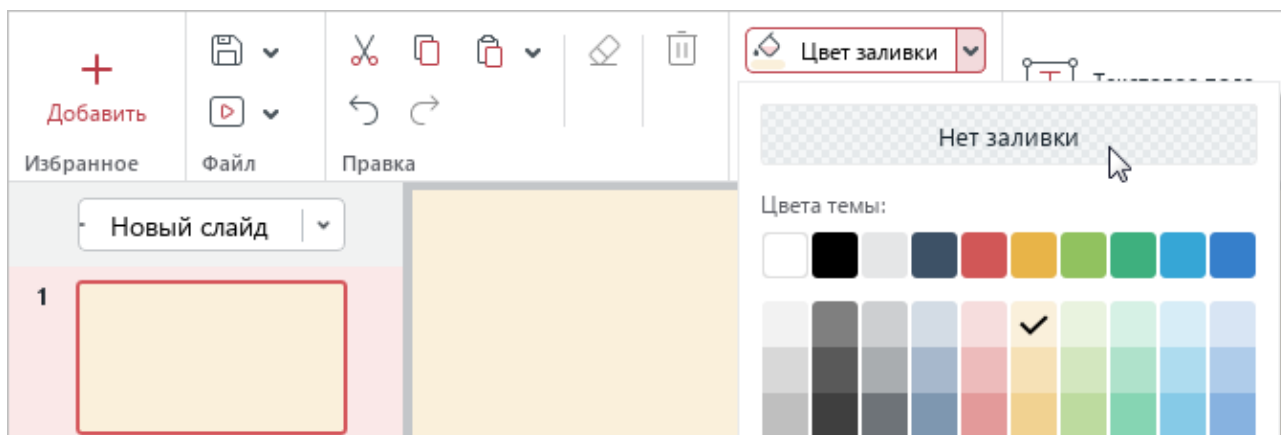 Добавить
Избранное
Файл
Правка
Цвет заливки
Нет заливки
Цвета темы:
Новый слайд
1